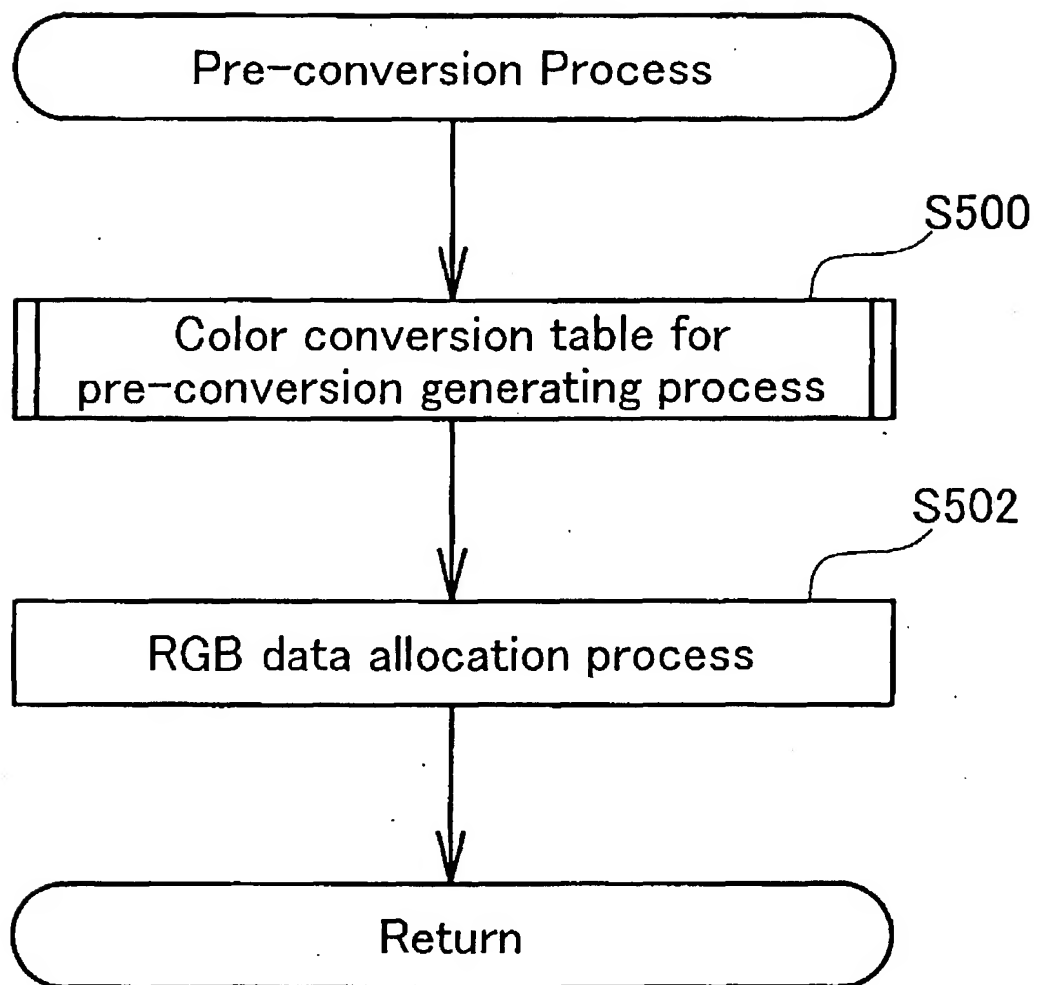 Pre-conversion Process
S500
Color conversion table for
pre-conversion generating process
S502
RGB data allocation process
Return